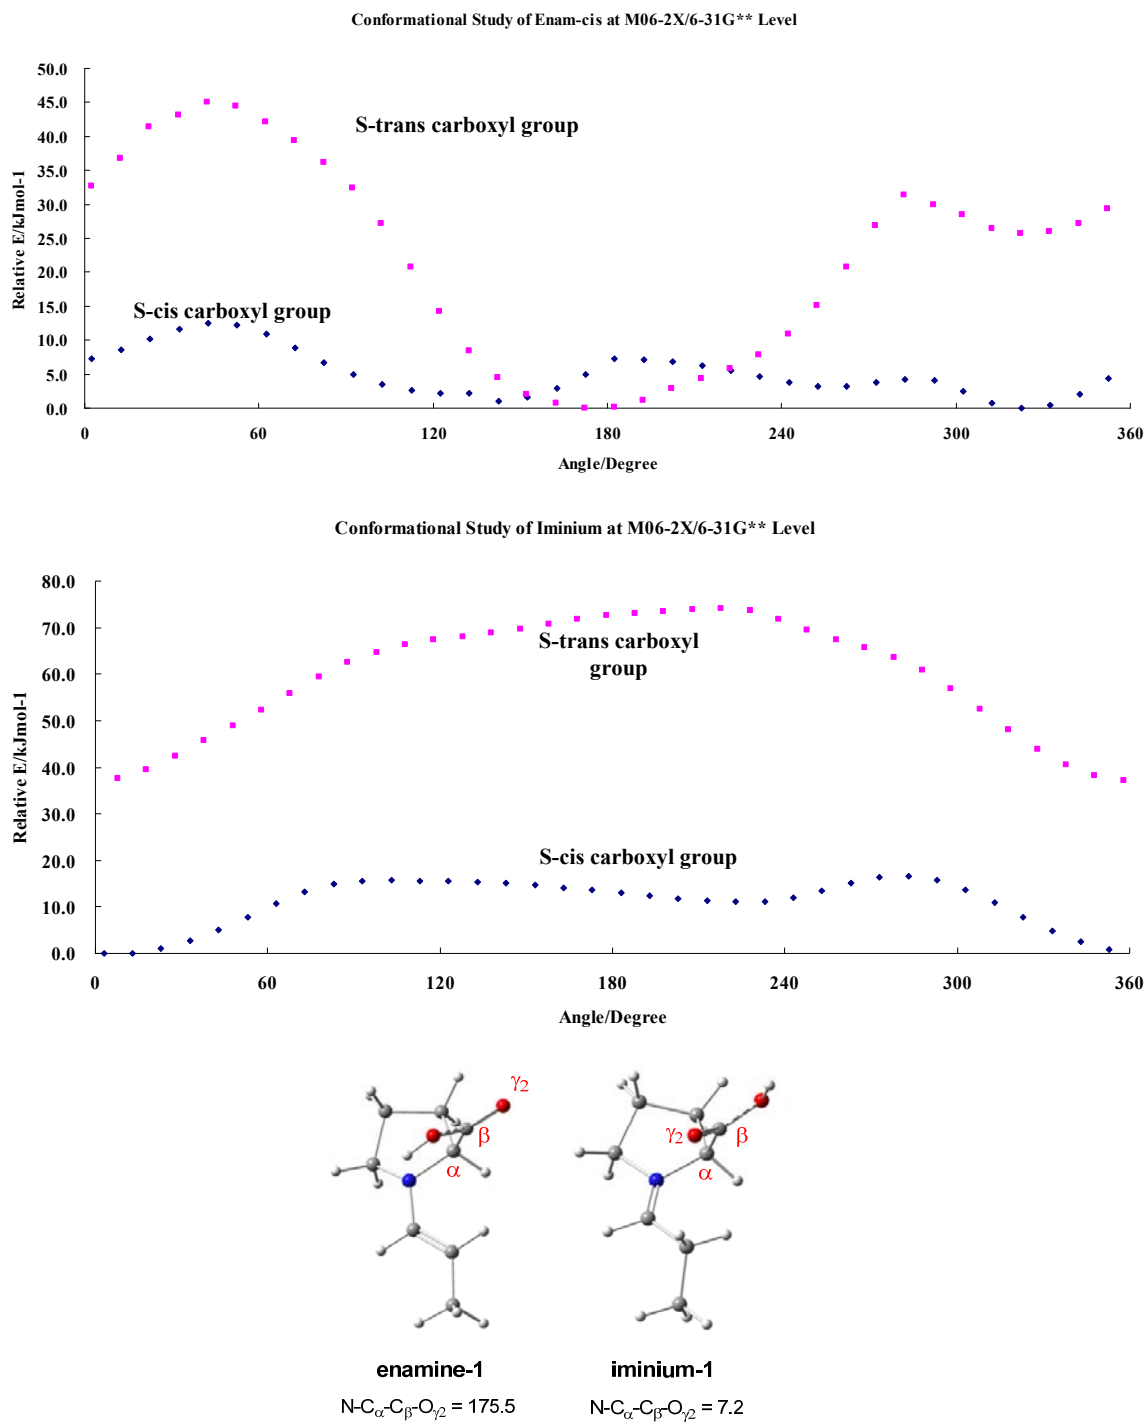 Conformational Study of Enam-cis at M06-2X/6-31G** Level
50.0
45.0
40.0
35.0
30.0
25.0
20.0
15.0
10.0
5.0
0.0
Relative E/kJmol-1
S-trans carboxyl group
S-cis carboxyl group
0 60 120 180 240 300 360
Angle/Degree
Conformational Study of Iminium at M06-2X/6-31G** Level
80.0
70.0
60.0
50.0
40.0
30.0
20.0
10.0
0.0
Relative E/kJmol-1
S-trans carboxyl
group
S-cis carboxyl group
0 60 120 180 240 300 360
Angle/Degree
γ2
β
α
γ2
β
α
enamine-1 iminium-1
N-Cα-Cβ-Oγ2 = 175.5 N-Cα-Cβ-Oγ2 = 7.2